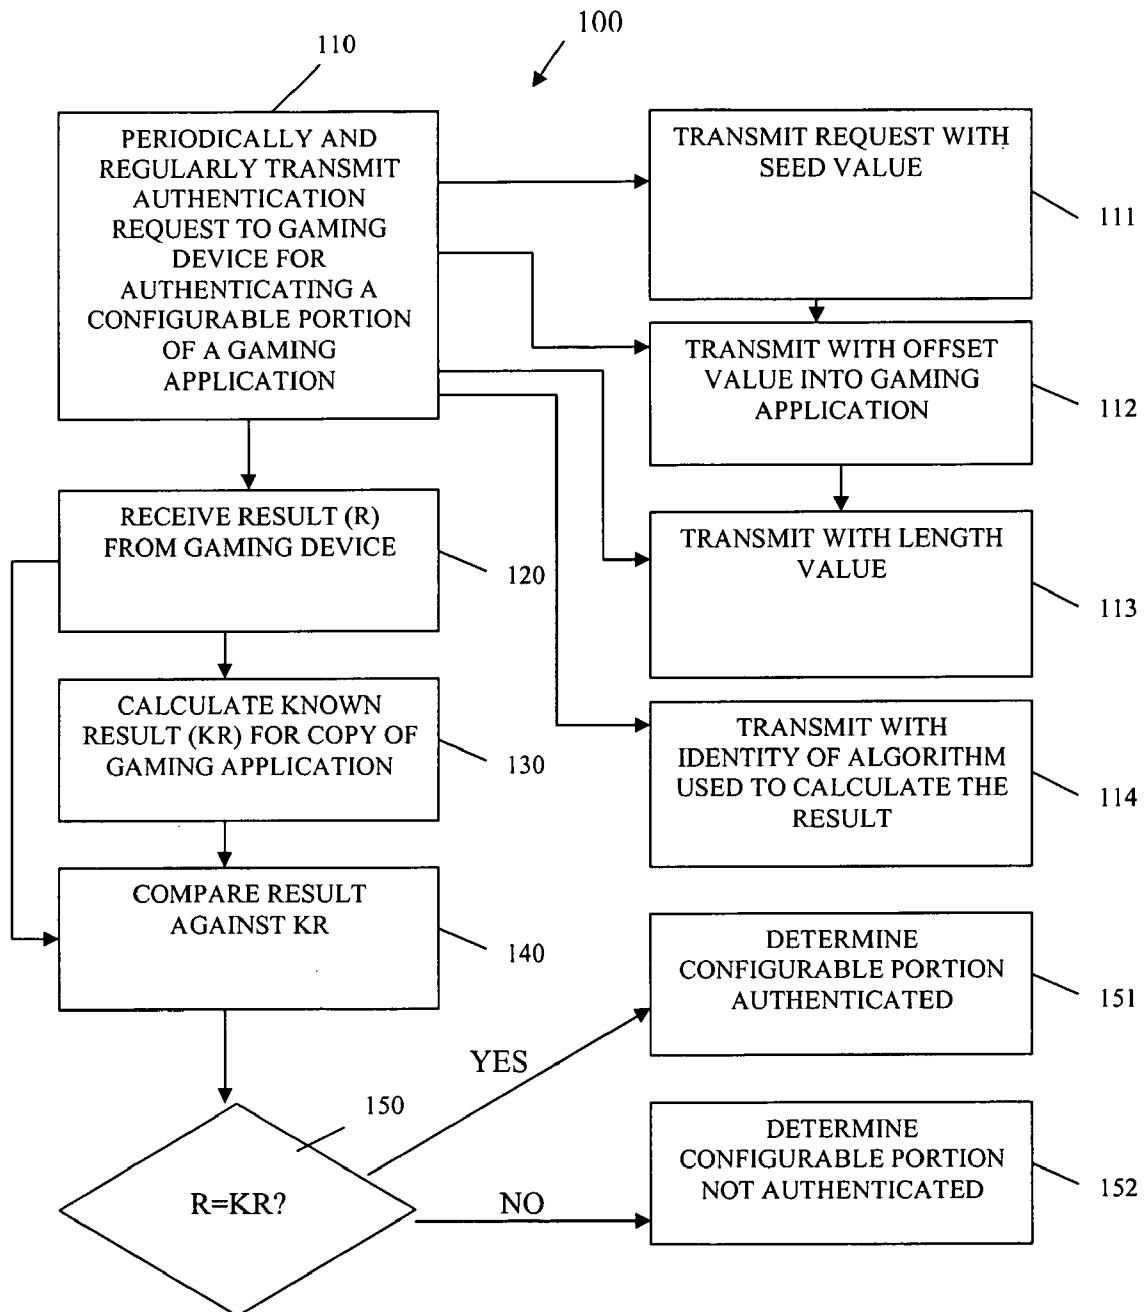 100
110
PERIODICALLY AND
REGULARLY TRANSMIT
AUTHENTICATION
REQUEST TO GAMING
DEVICE FOR
AUTHENTICATING A
CONFIGURABLE PORTION
OF A GAMING
APPLICATION
TRANSMIT REQUEST WITH
SEED VALUE
111
TRANSMIT WITH OFFSET
VALUE INTO GAMING
APPLICATION
112
RECEIVE RESULT (R)
FROM GAMING DEVICE
120
TRANSMIT WITH LENGTH
VALUE
113
CALCULATE KNOWN
RESULT (KR) FOR COPY OF
GAMING APPLICATION
130
TRANSMIT WITH
IDENTITY OF ALGORITHM
USED TO CALCULATE THE
RESULT
114
COMPARE RESULT
AGAINST KR
140
DETERMINE
CONFIGURABLE PORTION
AUTHENTICATED
151
YES
150
R=KR?
NO
DETERMINE
CONFIGURABLE PORTION
NOT AUTHENTICATED
152